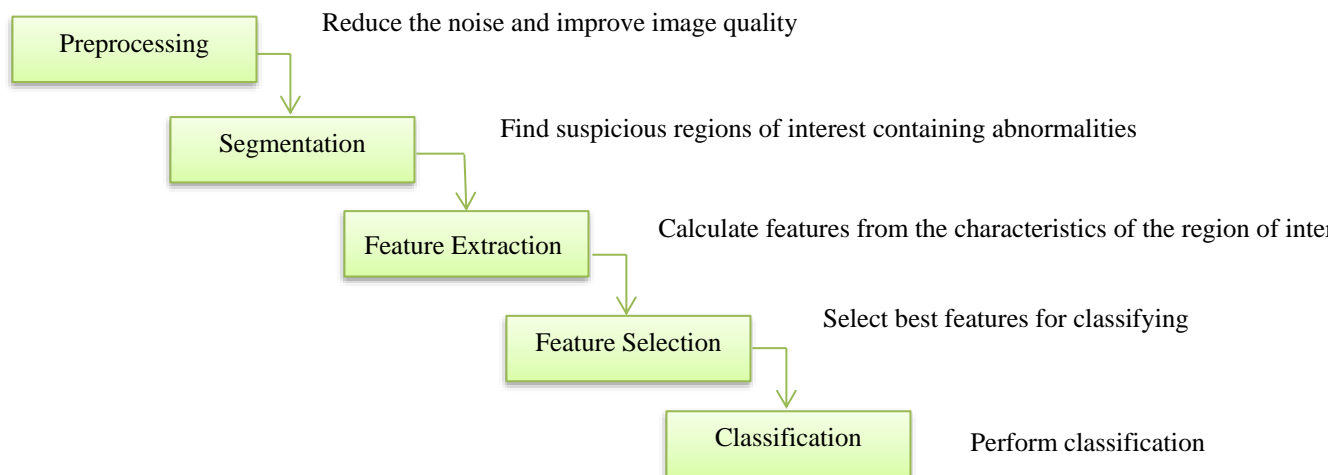 Reduce the noise and improve image quality
Preprocessing
Find suspicious regions of interest containing abnormalities
Segmentation
Calculate features from the characteristics of the region of
Feature Extraction
Select best features for classifying
Feature Selection
Classification
Perform classification